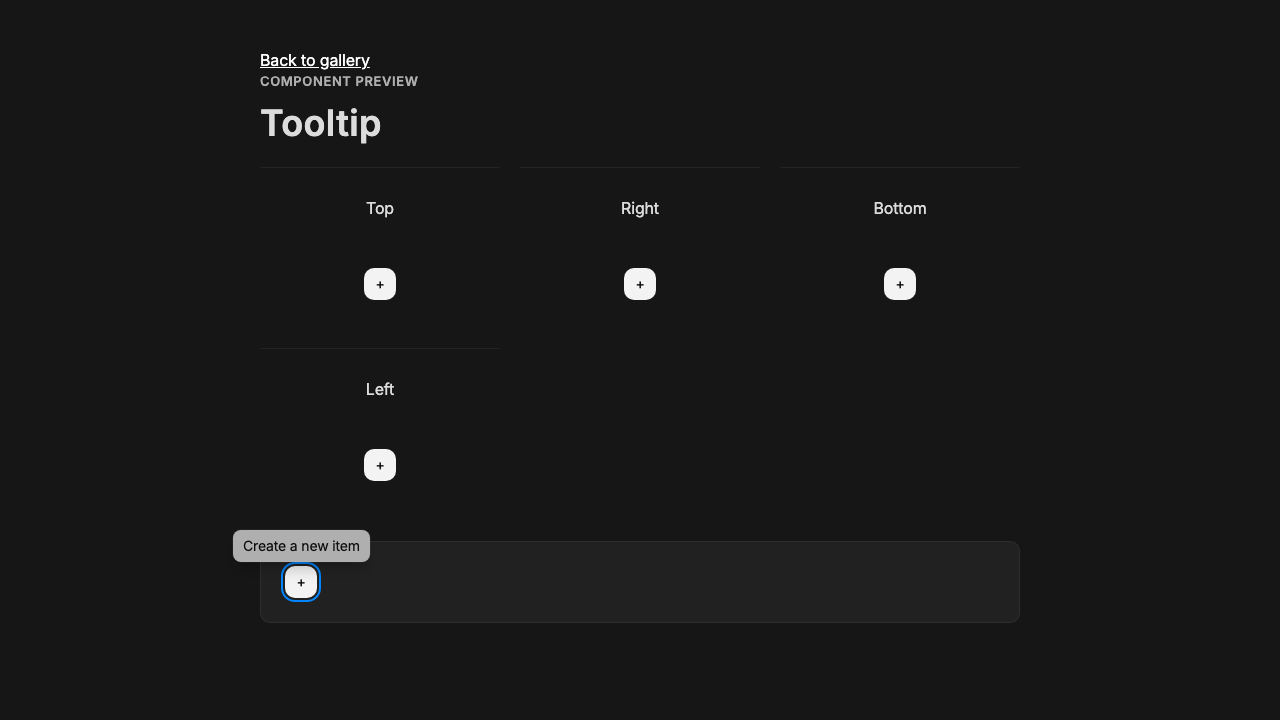 Back to gallery
COMPONENT PREVIEW
Tooltip
Top
Right
Bottom
+
+
+
Left
+
Create a new item
+